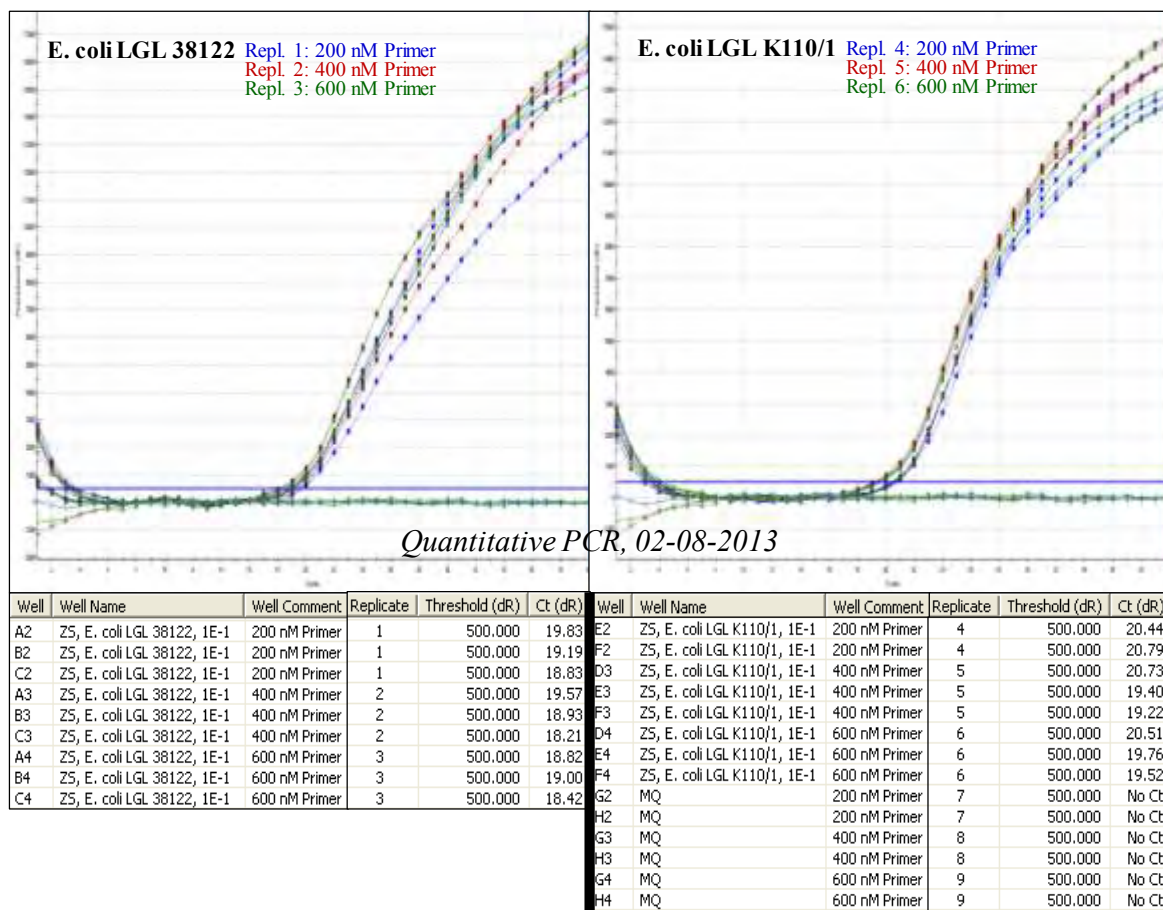 E. coli LGL 38122
Repl. 1: 200 nM Primer
Repl. 2: 400 nM Primer
Repl. 3: 600 nM Primer
E. coli LGL K110/1
Repl. 4: 200 nM Primer
Repl. 5: 400 nM Primer
Repl. 6: 600 nM Primer
Quantitative PCR, 02-08-2013
Well Well Name Well Comment Replicate Threshold (dR) Ct (dR)
A2 ZS, E. coli LGL 38122, 1E-1 200 nM Primer 1 500.000 19.83
B2 ZS, E. coli LGL 38122, 1E-1 200 nM Primer 1 500.000 19.19
C2 ZS, E. coli LGL 38122, 1E-1 200 nM Primer 1 500.000 18.83
A3 ZS, E. coli LGL 38122, 1E-1 400 nM Primer 2 500.000 19.57
B3 ZS, E. coli LGL 38122, 1E-1 400 nM Primer 2 500.000 18.93
C3 ZS, E. coli LGL 38122, 1E-1 400 nM Primer 2 500.000 18.21
A4 ZS, E. coli LGL 38122, 1E-1 600 nM Primer 3 500.000 18.82
B4 ZS, E. coli LGL 38122, 1E-1 600 nM Primer 3 500.000 19.00
C4 ZS, E. coli LGL 38122, 1E-1 600 nM Primer 3 500.000 18.42
Well Well Name Well Comment Replicate Threshold (dR) Ct (dR)
E2 ZS, E. coli LGL K110/1, 1E-1 200 nM Primer 4 500.000 20.44
F2 ZS, E. coli LGL K110/1, 1E-1 200 nM Primer 4 500.000 20.79
D3 ZS, E. coli LGL K110/1, 1E-1 400 nM Primer 5 500.000 20.73
E3 ZS, E. coli LGL K110/1, 1E-1 400 nM Primer 5 500.000 19.40
F3 ZS, E. coli LGL K110/1, 1E-1 400 nM Primer 5 500.000 19.22
D4 ZS, E. coli LGL K110/1, 1E-1 600 nM Primer 6 500.000 20.51
E4 ZS, E. coli LGL K110/1, 1E-1 600 nM Primer 6 500.000 19.76
F4 ZS, E. coli LGL K110/1, 1E-1 600 nM Primer 6 500.000 19.52
G2 MQ 200 nM Primer 7 500.000 No Ct
H2 MQ 200 nM Primer 7 500.000 No Ct
G3 MQ 400 nM Primer 8 500.000 No Ct
H3 MQ 400 nM Primer 8 500.000 No Ct
G4 MQ 600 nM Primer 9 500.000 No Ct
H4 MQ 600 nM Primer 9 500.000 No Ct